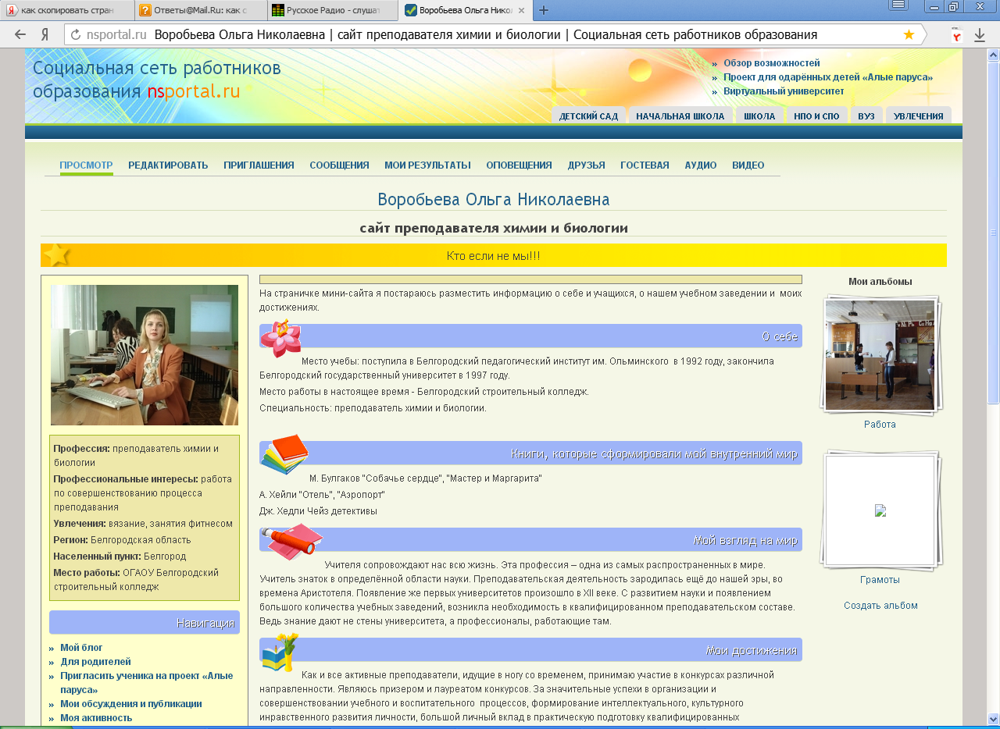 как скопировать стран
Ответы@Mail.Ru: как с
Русское Радио - слушат
Воробьева Ольга Никол
nsportal.ru Воробьева Ольга Николаевна | сайт преподавателя химии и биологии | Социальная сеть работников образования
Социальная сеть работников
образования nsportal.ru
» Обзор возможностей
» Проект для одарённых детей «Алые паруса»
» Виртуальный университет
ДЕТСКИЙ САД НАЧАЛЬНАЯ ШКОЛА ШКОЛА НПО И СПО ВУЗ УВЛЕЧЕНИЯ
ПРОСМОТР РЕДАКТИРОВАТЬ ПРИГЛАШЕНИЯ СООБЩЕНИЯ МОИ РЕЗУЛЬТАТЫ ОПОВЕЩЕНИЯ ДРУЗЬЯ ГОСТЕВАЯ АУДИО ВИДЕО
Воробьева Ольга Николаевна
сайт преподавателя химии и биологии
Кто если не мы!!!
Профессия: преподаватель химии и
биологии
Профессиональные интересы: работа
по совершенствованию процесса
преподавания
Увлечения: вязание, занятия фитнесом
Регион: Белгородская область
Населенный пункт: Белгород
Место работы: ОГАОУ Белгородский
строительный колледж
Навигация
» Мой блог
» Для родителей
» Пригласить ученика на проект «Алые
паруса»
» Мои обсуждения и публикации
» Моя активность
На страничке мини-сайта я постараюсь разместить информацию о себе и учащихся, о нашем учебном заведении и моих
достижениях.
О себе
Место учебы: поступила в Белгородский педагогический институт им. Ольминского в 1992 году, закончила
Белгородский государственный университет в 1997 году.
Место работы в настоящее время - Белгородский строительный колледж.
Специальность: преподаватель химии и биологии.
Книги, которые сформировали мой внутренний мир
М. Булгаков "Собачье сердце", "Мастер и Маргарита"
А. Хейли "Отель", "Аэропорт"
Дж. Хедли Чейз детективы
Мой взгляд на мир
Учителя сопровождают нас всю жизнь. Эта профессия – одна из самых распространенных в мире.
Учитель знаток в определённой области науки. Преподавательская деятельность зародилась ещё до нашей эры, во
времена Аристотеля. Появление же первых университетов произошло в XII веке. С развитием науки и появлением
большого количества учебных заведений, возникла необходимость в квалифицированном преподавательском составе.
Ведь знание дают не стены университета, а профессионалы, работающие там.
Мои достижения
Как и все активные преподаватели, идущие в ногу со временем, принимаю участие в конкурсах различной
направленности. Являюсь призером и лауреатом конкурсов. За значительные успехи в организации и
совершенствовании учебного и воспитательного процессов, формирование интеллектуального, культурного
инравственного развития личности, большой личный вклад в практическую подготовку квалифицированных
Мои альбомы
Работа
Грамоты
Создать альбом